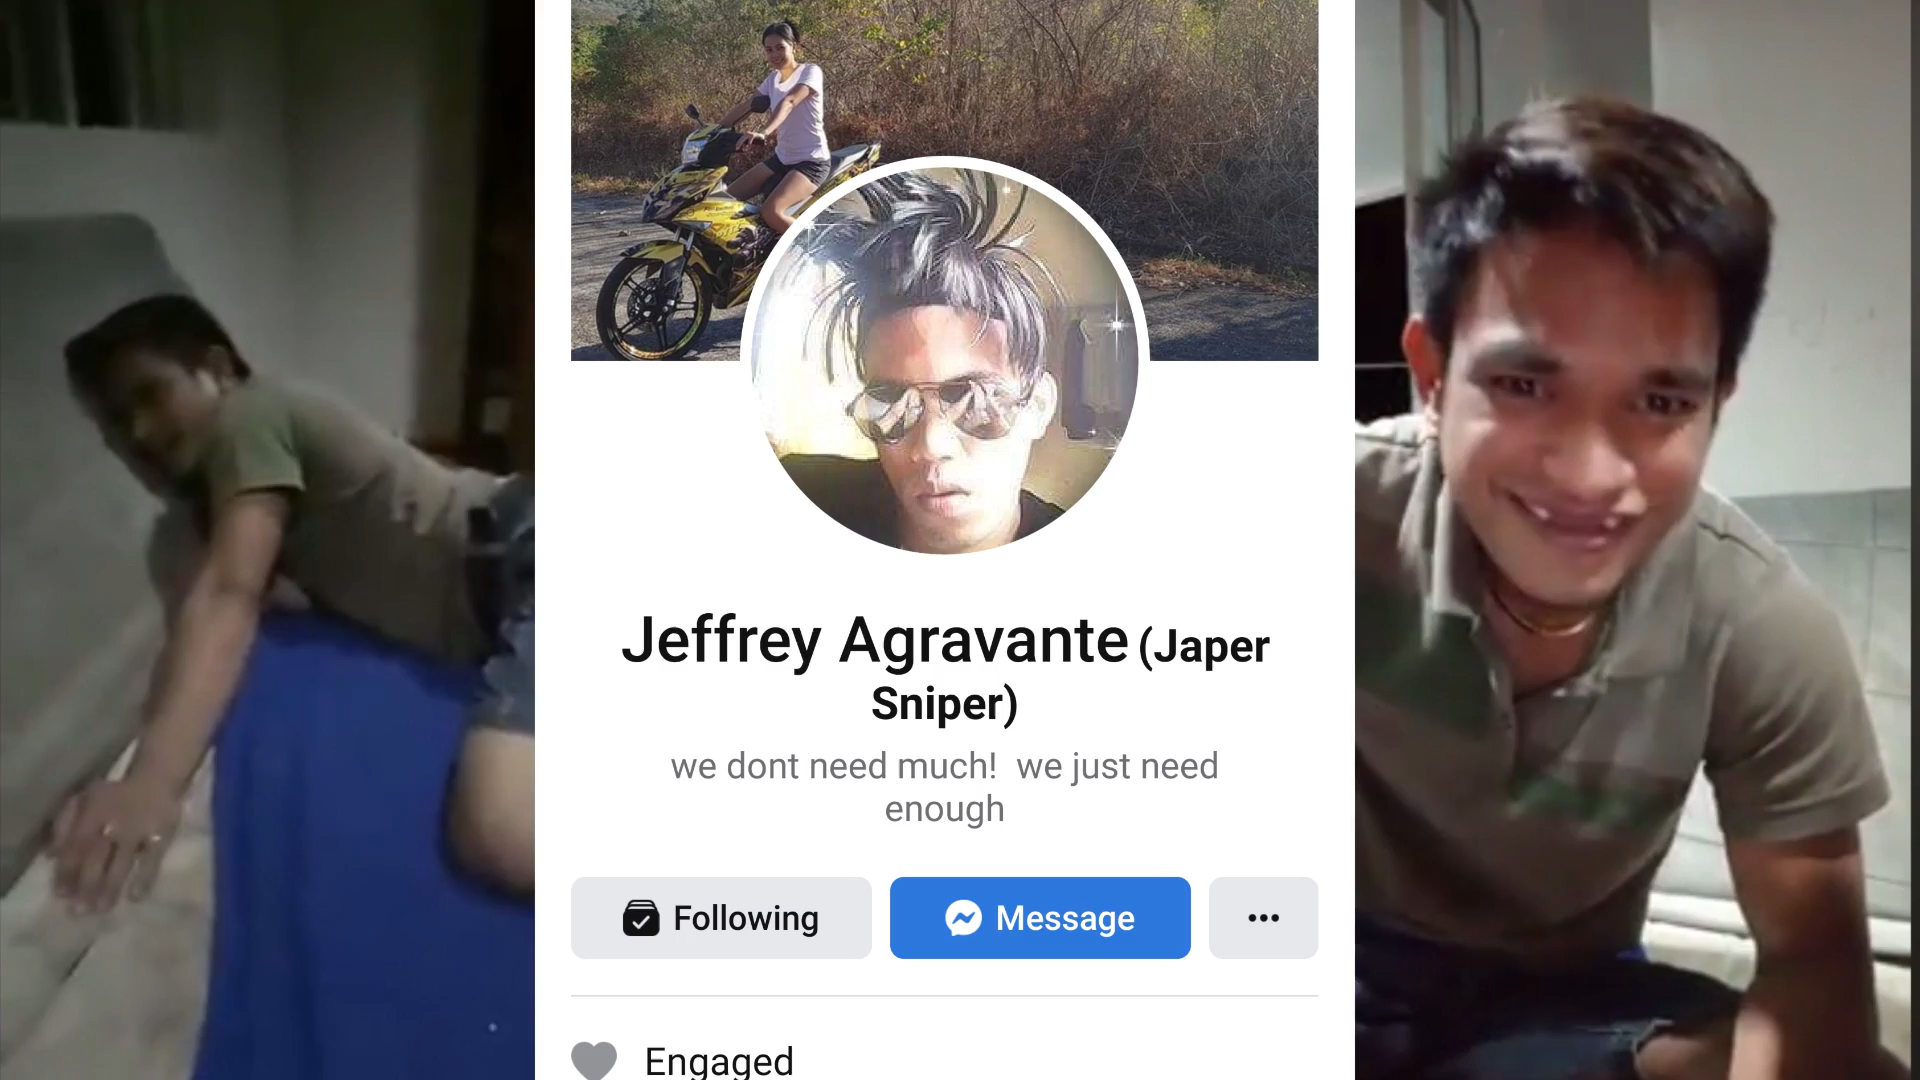 Jeffrey Agravante (Japer
Sniper)
we dont need much!  we just need
enough
Following
Message
Engaged